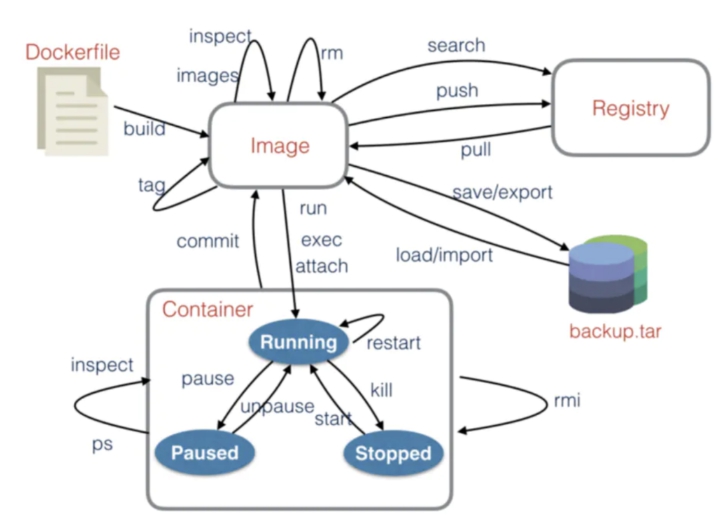 Dockerfile
inspect
images
rm
search
push
pull
Registry
build
Image
tag
save/export
load/import
backup.tar
commit
run
exec
attach
Container
Running
restart
inspect
ps
pause
unpause
start
kill
Paused
Stopped
rmi